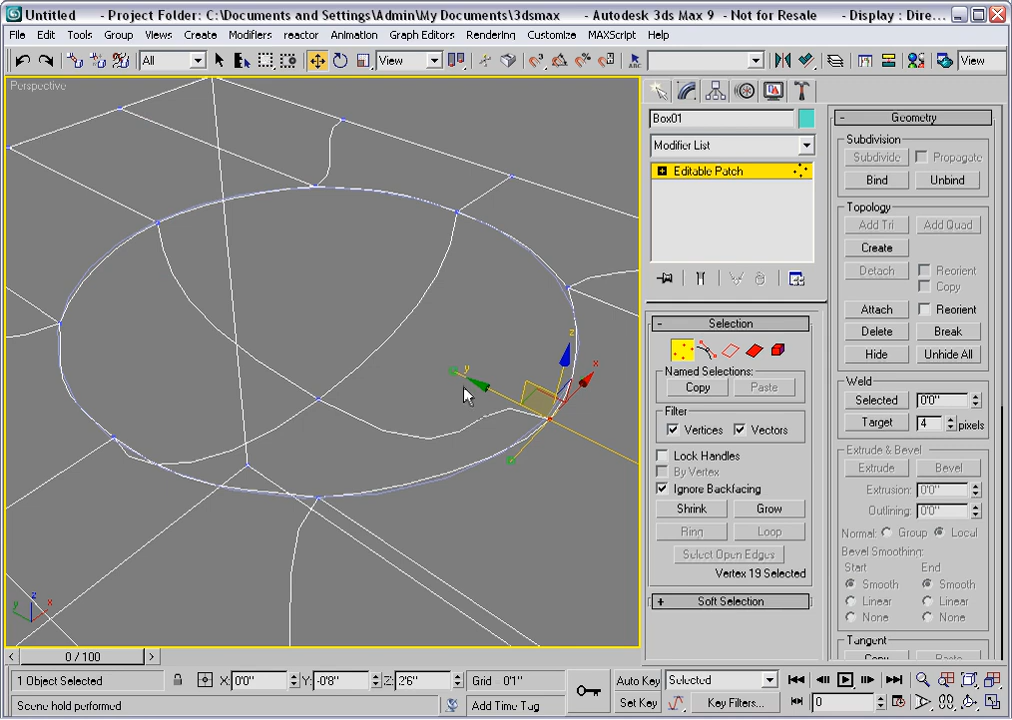 Untitled - Project Folder: C:\Documents and Settings\Admin\My Documents\3dsmax - Autodesk 3ds Max 9 - Not for Resale - Display : Dire...
File Edit Tools Group Views Create Modifiers reactor Animation Graph Editors Rendering Customize MAXScript Help
All View View
Perspective
Box01
Modifier List
Editable Patch
Selection
Named Selections:
Copy Paste
Filter
Vertices Vectors
Lock Handles
By Vertex
Ignore Backfacing
Shrink Grow
Ring Loop
Select Open Edges
Vertex 19 Selected
+ Soft Selection
Geometry
Subdivision
Subdivide Propagate
Bind Unbind
Topology
Add Tri Add Quad
Create
Detach Reorient
Copy
Attach Reorient
Delete Break
Hide Unhide All
Weld
Selected 0'0"
Target 4 pixels
Extrude & Bevel
Extrude Bevel
Extrusion: 0'0"
Outlining: 0'0"
Normal: Group Local
Bevel Smoothing:
Start End
Smooth Smooth
Linear Linear
None None
Tangent
Copy Paste
z
x
y
z
y x
< 0 / 100 >
1 Object Selected X: 0'0" Y: -0'8" Z: 2'6" Grid = 0'1" Auto Key Selected
Scene hold performed Add Time Tag Set Key Key Filters... 0